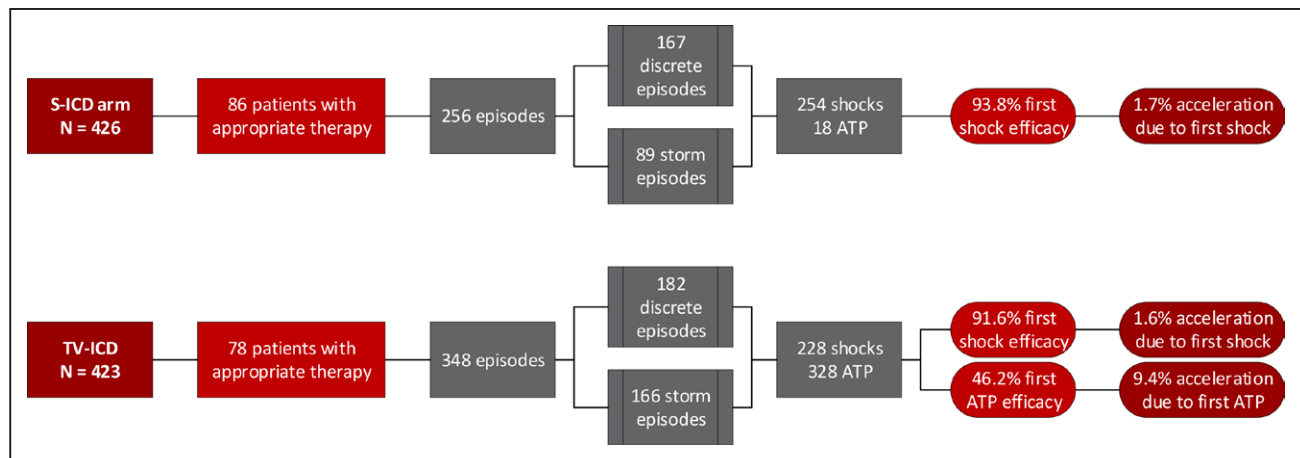 S-ICD arm
N = 426
86 patients with
appropriate therapy
256 episodes
167
discrete
episodes
89 storm
episodes
254 shocks
18 ATP
93.8% first
shock efficacy
1.7% acceleration
due to first shock
TV-ICD
N = 423
78 patients with
appropriate therapy
348 episodes
182
discrete
episodes
166 storm
episodes
228 shocks
328 ATP
91.6% first
shock efficacy
1.6% acceleration
due to first shock
46.2% first
ATP efficacy
9.4% acceleration
due to first ATP